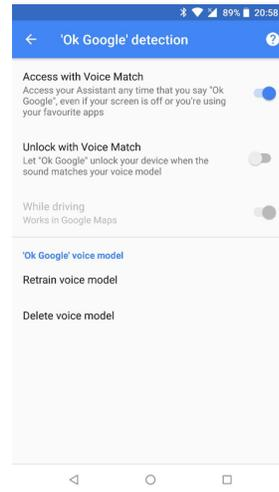 89% 20:58
'Ok Google' detection ?
Access with Voice Match
Access your Assistant any time that you say "Ok
Google", even if your screen is off or you're using
your favourite apps
Unlock with Voice Match
Let "Ok Google" unlock your device when the
sound matches your voice model
While driving
Works in Google Maps
'Ok Google' voice model
Retrain voice model
Delete voice model